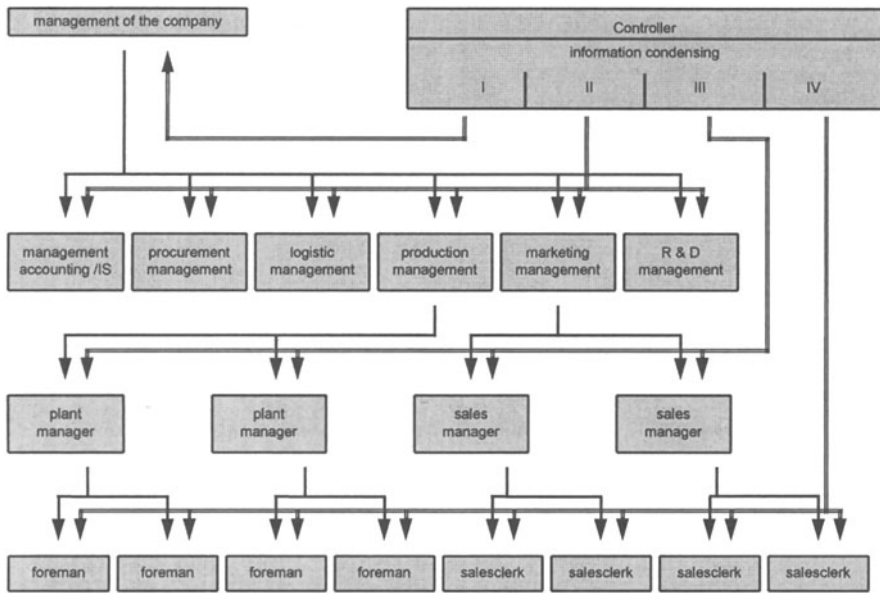 management of the company
Controller
information condensing
I
II
III
IV
management
accounting /IS
procurement
management
logistic
management
production
management
marketing
management
R & D
management
plant
manager
plant
manager
sales
manager
sales
manager
foreman
foreman
foreman
foreman
salesclerk
salesclerk
salesclerk
salesclerk